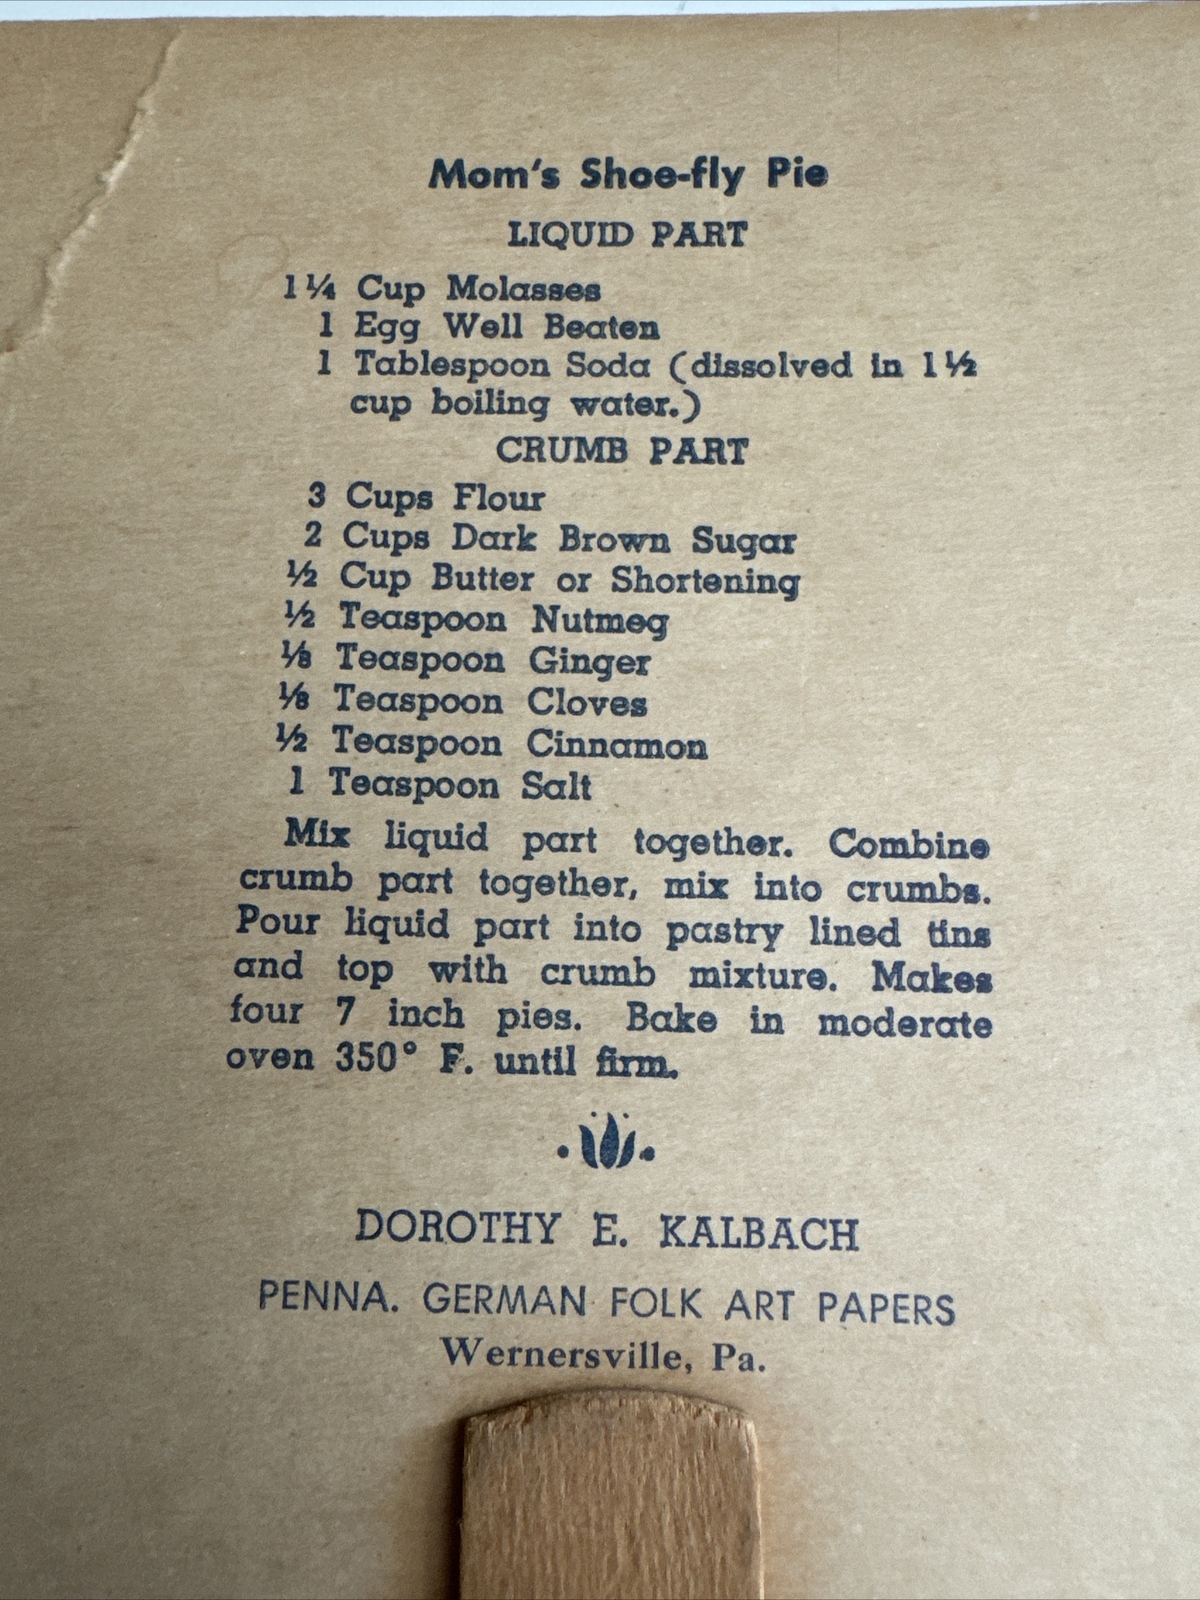 Mom's Shoe-fly Pie
LIQUID PART
1¼ Cup Molasses
1 Egg Well Beaten
1 Tablespoon Soda (dissolved in 1½
cup boiling water.)
CRUMB PART
3 Cups Flour
2 Cups Dark Brown Sugar
½ Cup Butter or Shortening
½ Teaspoon Nutmeg
⅛ Teaspoon Ginger
⅛ Teaspoon Cloves
½ Teaspoon Cinnamon
1 Teaspoon Salt
Mix liquid part together. Combine
crumb part together, mix into crumbs.
Pour liquid part into pastry lined tins
and top with crumb mixture. Makes
four 7 inch pies. Bake in moderate
oven 350° F. until firm.
DOROTHY E. KALBACH
PENNA. GERMAN FOLK ART PAPERS
Wernersville, Pa.